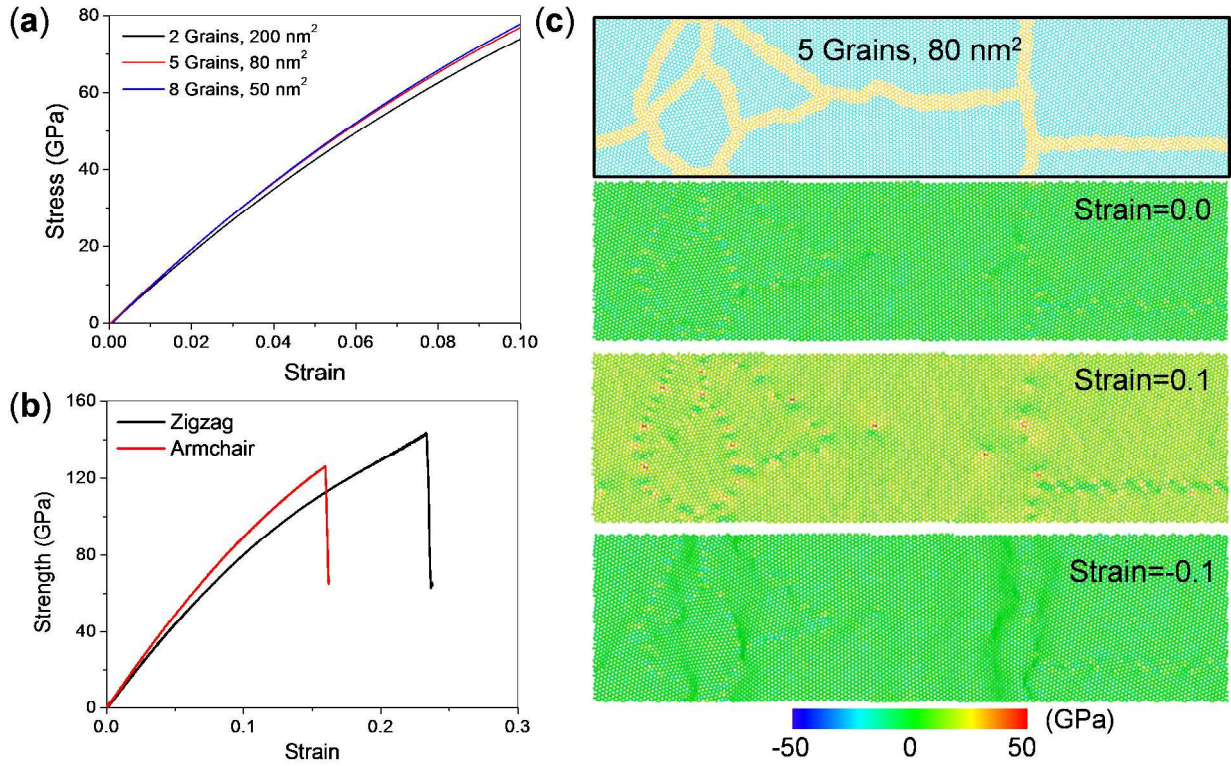 (a)
80
60
40
20
0
Stress (GPa)
2 Grains, 200 nm²
5 Grains, 80 nm²
8 Grains, 50 nm²
0.00 0.02 0.04 0.06 0.08 0.10
Strain
(b)
160
120
80
40
0
Strength (GPa)
Zigzag
Armchair
0.0 0.1 0.2 0.3
Strain
(c)
5 Grains, 80 nm²
Strain=0.0
Strain=0.1
Strain=-0.1
(GPa)
-50 0 50